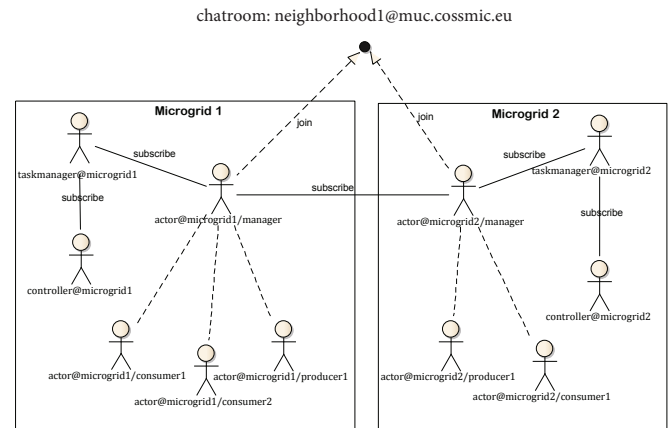 chatroom: neighborhood1@muc.cossmic.eu
Microgrid 1
Microgrid 2
join
join
subscribe
subscribe
taskmanager@microgrid1
taskmanager@microgrid2
subscribe
subscribe
subscribe
actor@microgrid1/manager
actor@microgrid2/manager
controller@microgrid1
controller@microgrid2
actor@microgrid1/consumer1
actor@microgrid1/producer1
actor@microgrid2/producer1
actor@microgrid1/consumer2
actor@microgrid2/consumer1